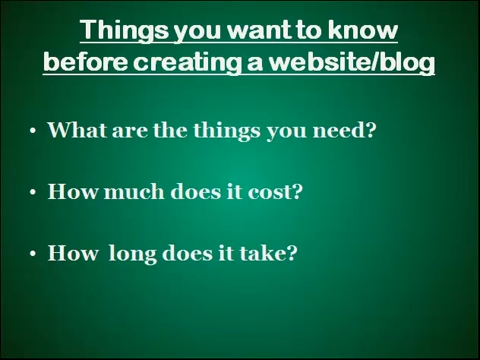 Things you want to know
before creating a website/blog
• What are the things you need?
• How much does it cost?
• How  long does it take?